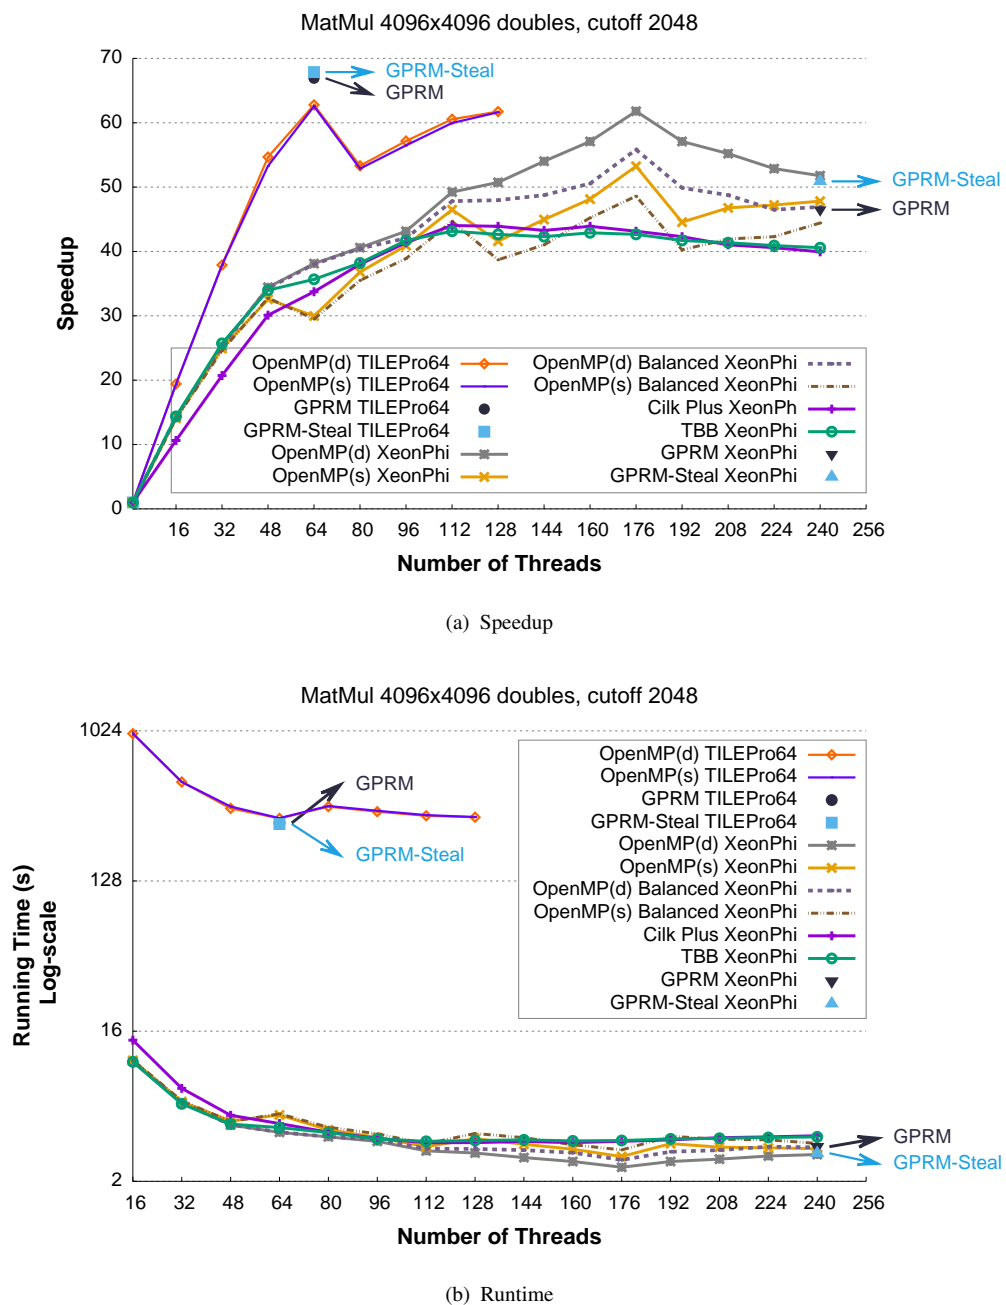 MatMul 4096x4096 doubles, cutoff 2048
70
60
50
40
30
20
10
0
Speedup
GPRM-Steal
GPRM
GPRM-Steal
GPRM
OpenMP(d) TILEPro64
OpenMP(s) TILEPro64
GPRM TILEPro64
GPRM-Steal TILEPro64
OpenMP(d) XeonPhi
OpenMP(s) XeonPhi
OpenMP(d) Balanced XeonPhi
OpenMP(s) Balanced XeonPhi
Cilk Plus XeonPh
TBB XeonPhi
GPRM XeonPhi
GPRM-Steal XeonPhi
16 32 48 64 80 96 112 128 144 160 176 192 208 224 240 256
Number of Threads
(a) Speedup
MatMul 4096x4096 doubles, cutoff 2048
1024
128
16
2
Running Time (s)
Log-scale
GPRM
GPRM-Steal
OpenMP(d) TILEPro64
OpenMP(s) TILEPro64
GPRM TILEPro64
GPRM-Steal TILEPro64
OpenMP(d) XeonPhi
OpenMP(s) XeonPhi
OpenMP(d) Balanced XeonPhi
OpenMP(s) Balanced XeonPhi
Cilk Plus XeonPhi
TBB XeonPhi
GPRM XeonPhi
GPRM-Steal XeonPhi
GPRM
GPRM-Steal
16 32 48 64 80 96 112 128 144 160 176 192 208 224 240 256
Number of Threads
(b) Runtime